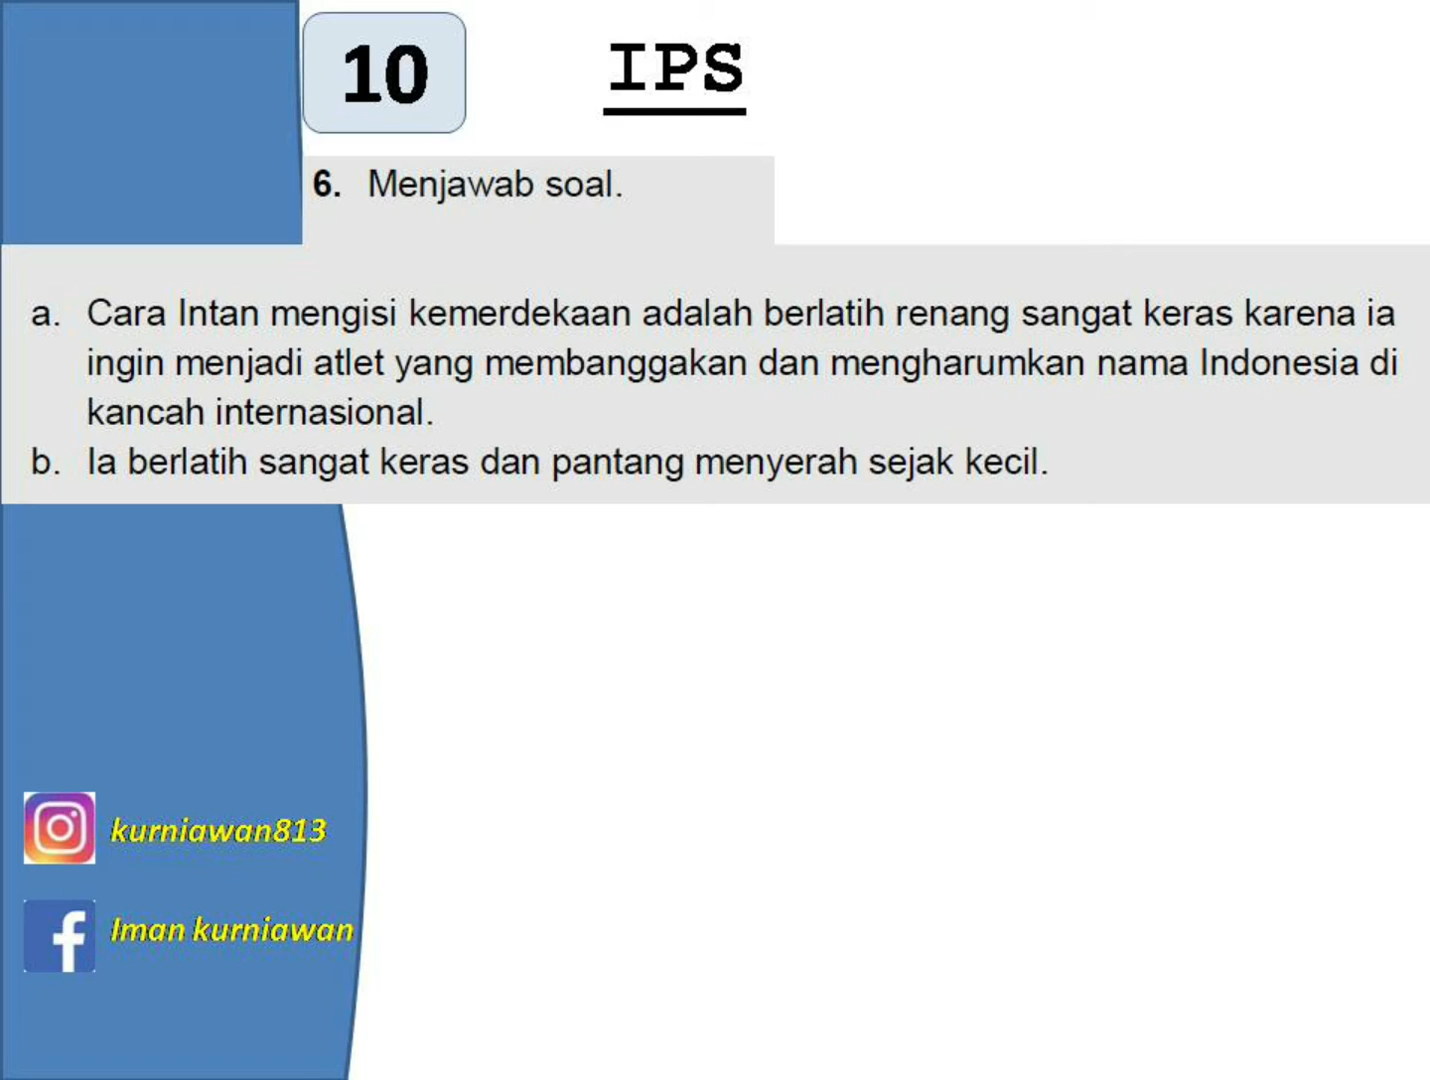 10
IPS
6. Menjawab soal.
a. Cara Intan mengisi kemerdekaan adalah berlatih renang sangat keras karena ia
ingin menjadi atlet yang membanggakan dan mengharumkan nama Indonesia di
kancah internasional.
b. Ia berlatih sangat keras dan pantang menyerah sejak kecil.
kurniawan813
Iman kurniawan